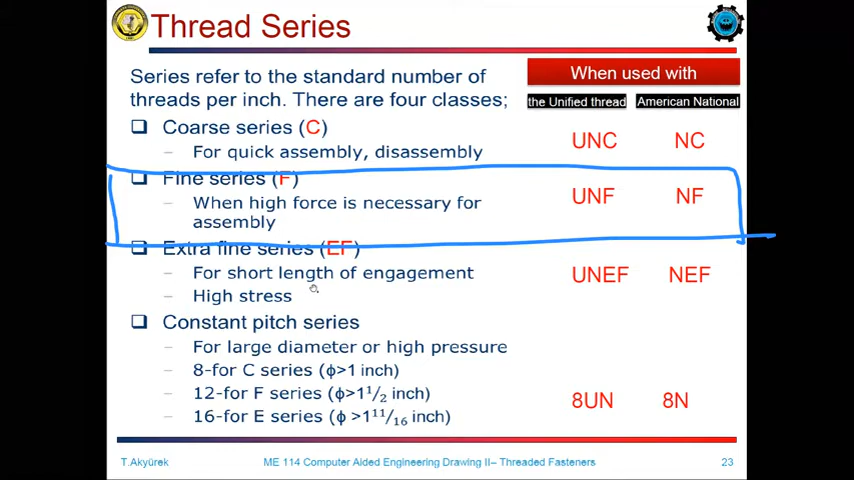 Thread Series
Series refer to the standard number of
threads per inch. There are four classes;
When used with
the Unified thread
American National
❑ Coarse series (C)
– For quick assembly, disassembly
UNC
NC
❑ Fine series (F)
– When high force is necessary for
assembly
UNF
NF
❑ Extra fine series (EF)
– For short length of engagement
– High stress
UNEF
NEF
❑ Constant pitch series
– For large diameter or high pressure
– 8-for C series (ϕ>1 inch)
– 12-for F series (ϕ>1 1/2 inch)
– 16-for E series (ϕ >1 11/16 inch)
8UN
8N
T.Akyürek
ME 114 Computer Aided Engineering Drawing II– Threaded Fasteners
23